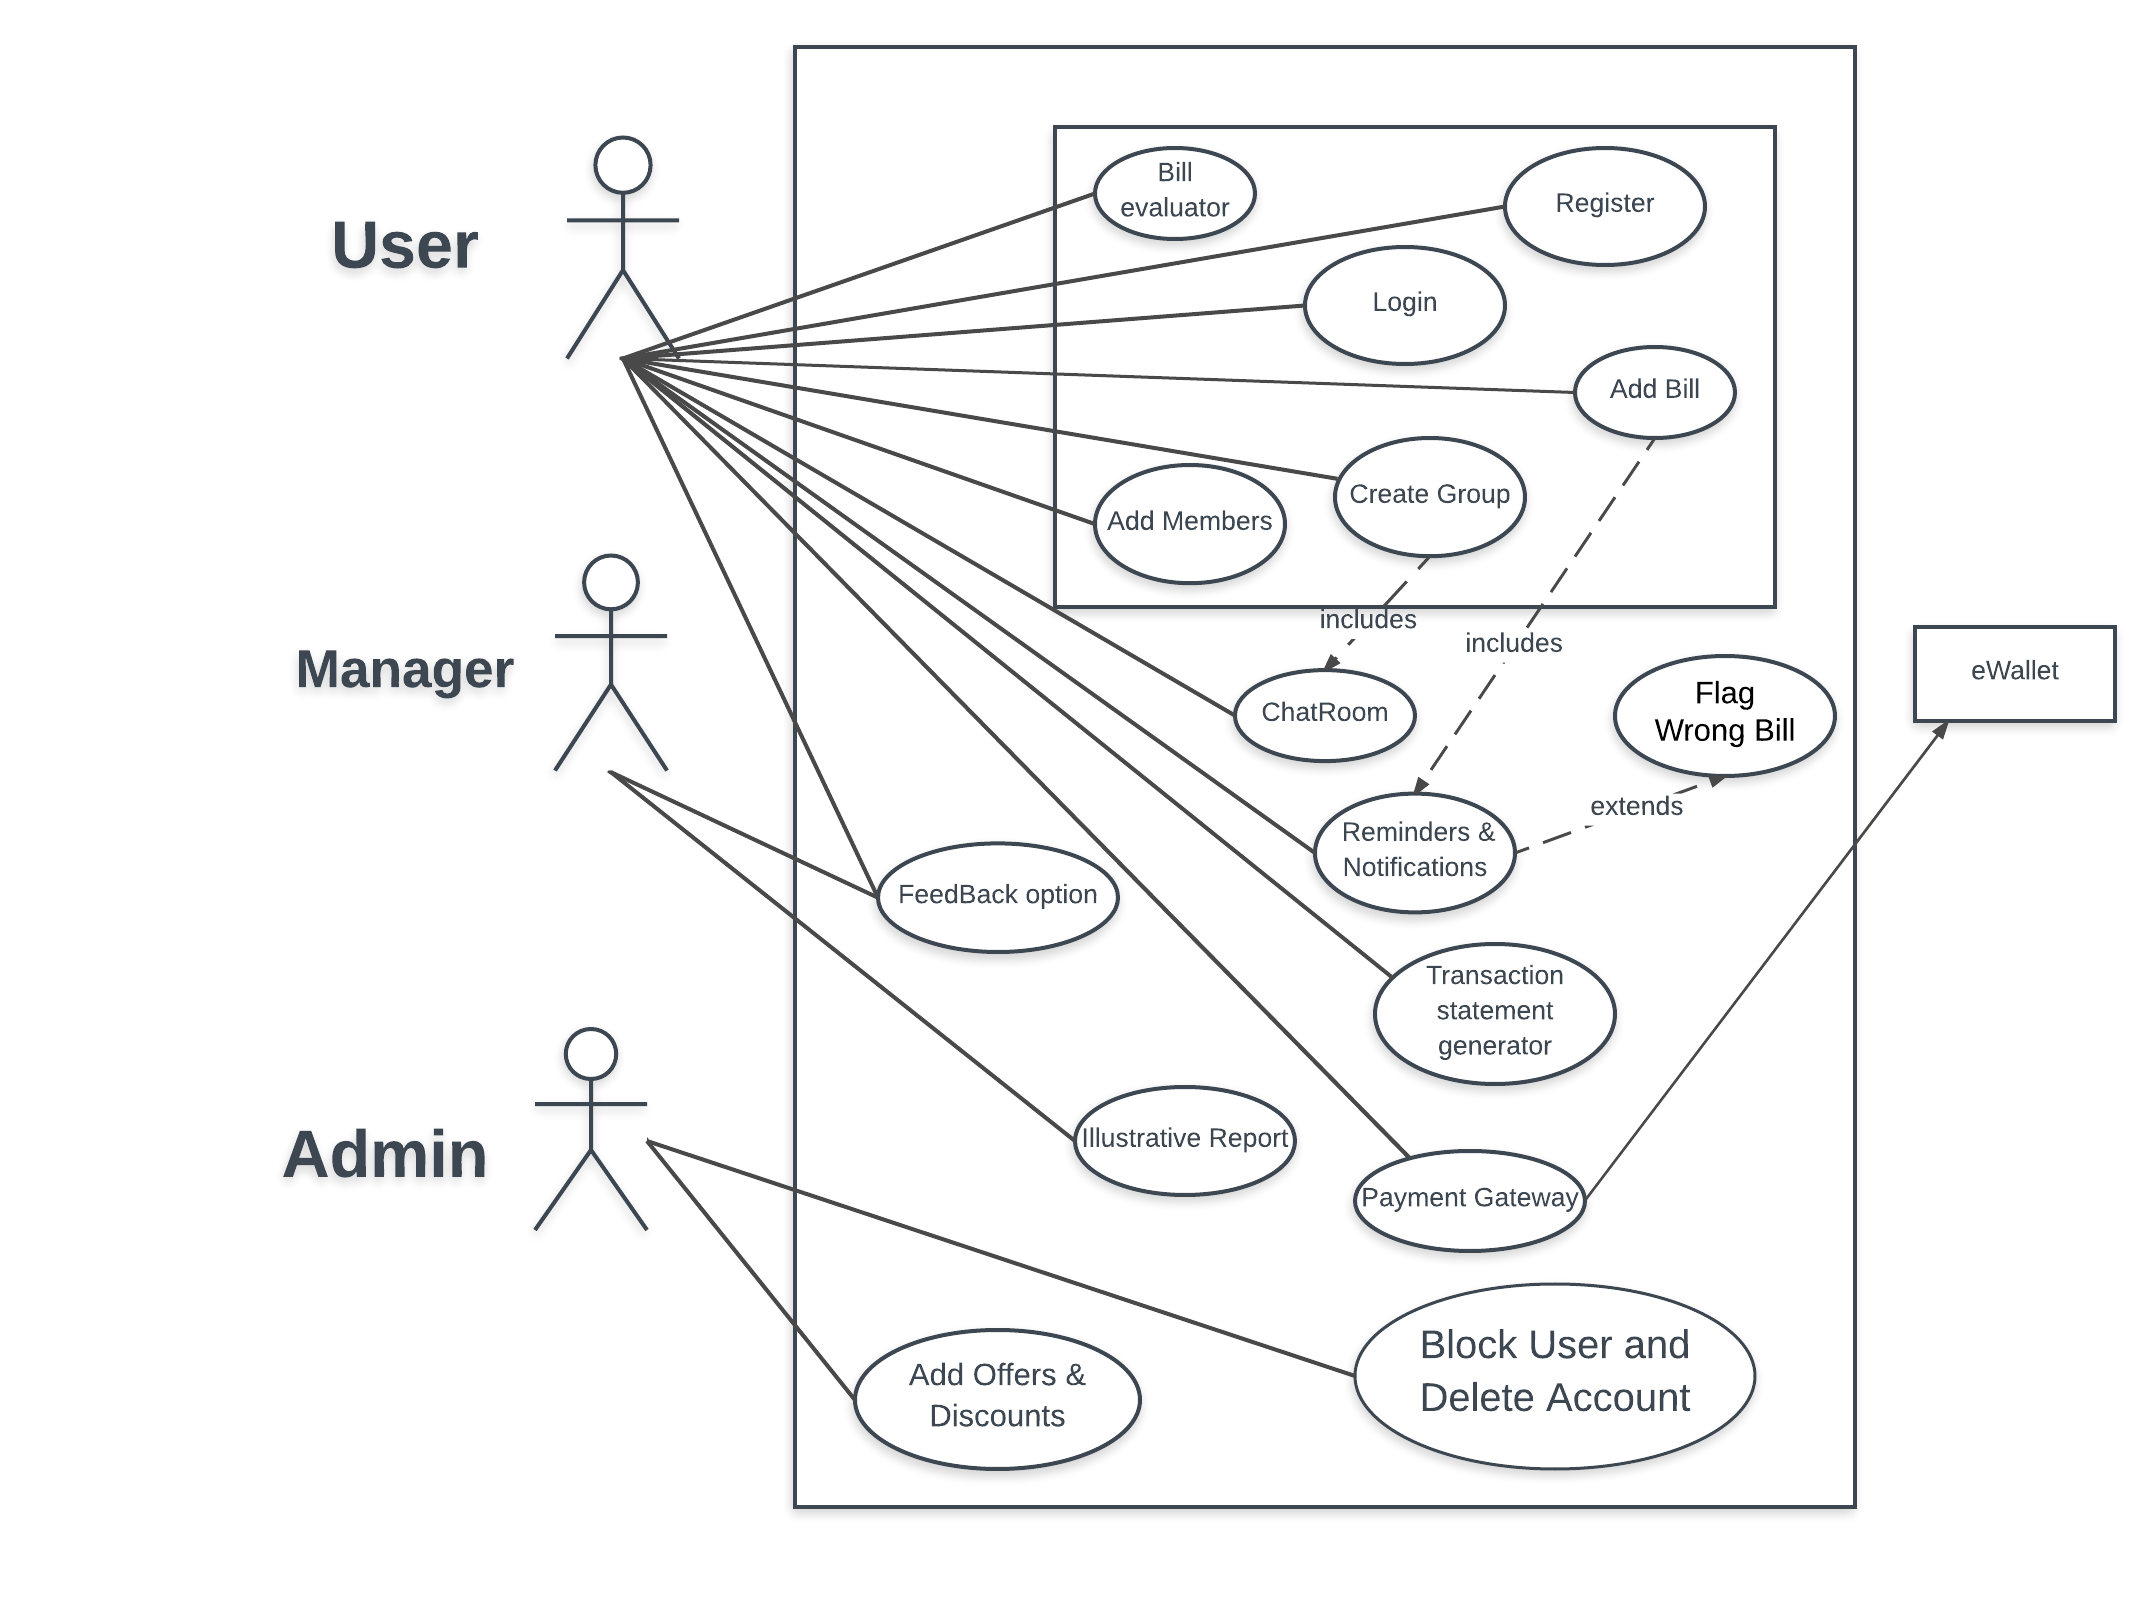 User
Bill
evaluator
Register
Login
Add Bill
Create Group
Add Members
includes
includes
Manager
eWallet
Flag
Wrong Bill
ChatRoom
extends
Reminders &
Notifications
FeedBack option
Transaction
statement
generator
Admin
Illustrative Report
Payment Gateway
Block User and
Delete Account
Add Offers &
Discounts